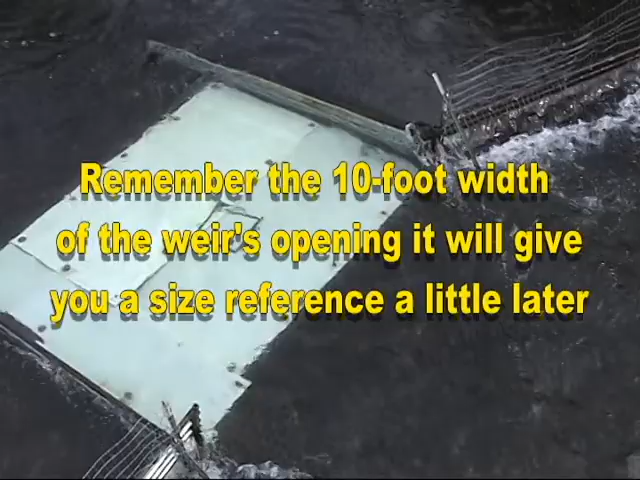 Remember the 10-foot width
of the weir's opening it will give
you a size reference a little later